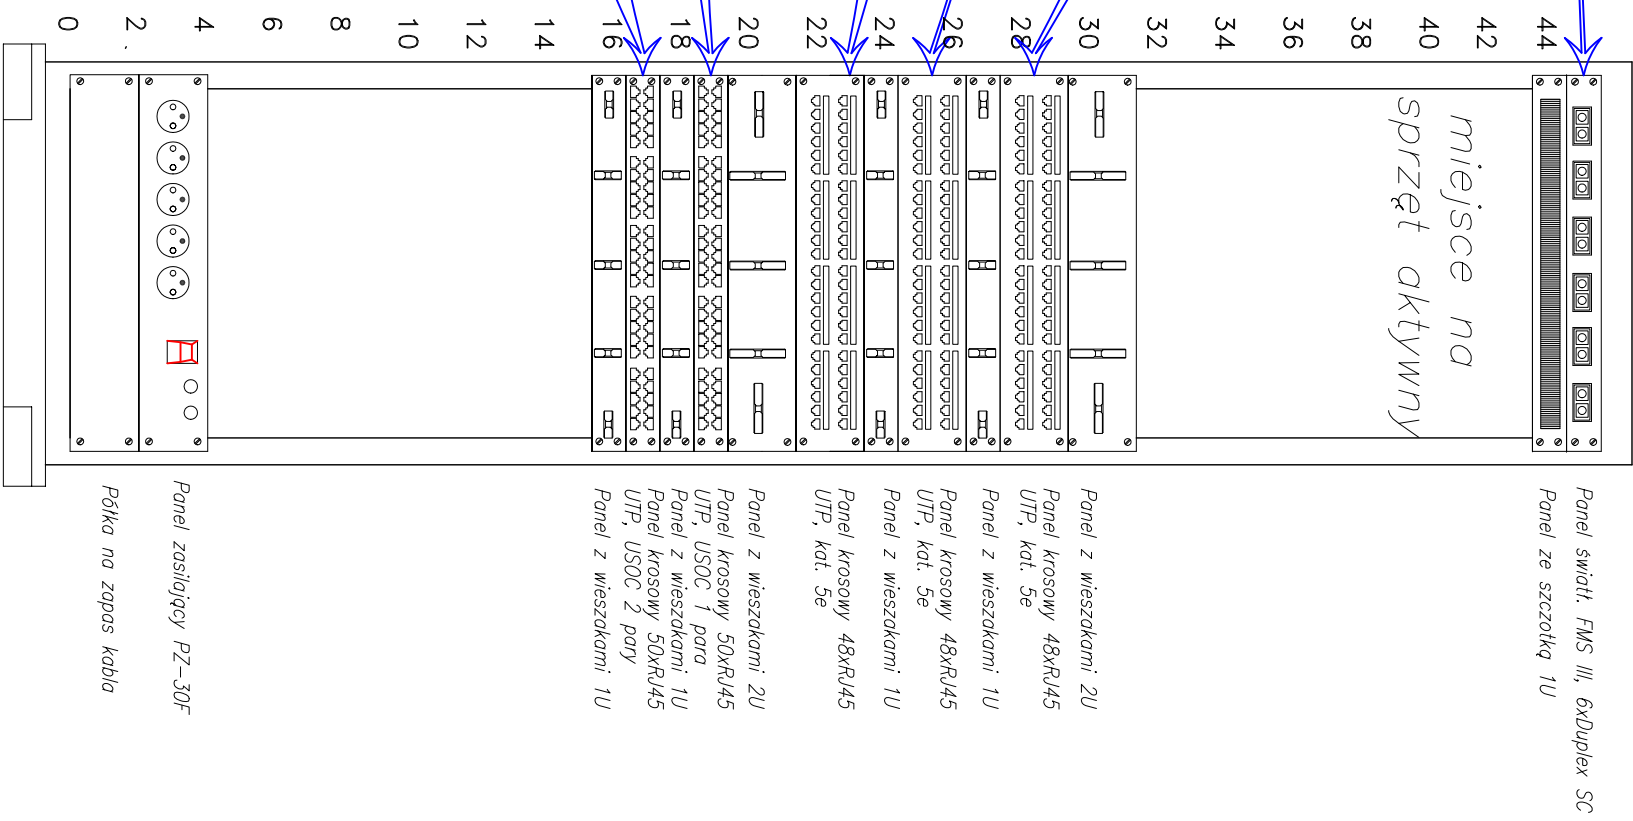 44
42
40
38
36
34
32
30
28
26
24
22
20
18
16
14
12
10
8
6
4
2
0
miejsce na
sprzęt aktywny
Panel światł. FMS III, 6xDuplex SC
Panel ze szczotką 1U
Panel z wieszakami 2U
Panel krosowy 48xRJ45
UTP, kat. 5e
Panel z wieszakami 1U
Panel krosowy 48xRJ45
UTP, kat. 5e
Panel z wieszakami 1U
Panel krosowy 48xRJ45
UTP, kat. 5e
Panel z wieszakami 2U
Panel krosowy 50xRJ45
UTP, USOC 1 para
Panel z wieszakami 1U
Panel krosowy 50xRJ45
UTP, USOC 2 pary
Panel z wieszakami 1U
Panel zasilający PZ-30F
Półka na zapas kabla